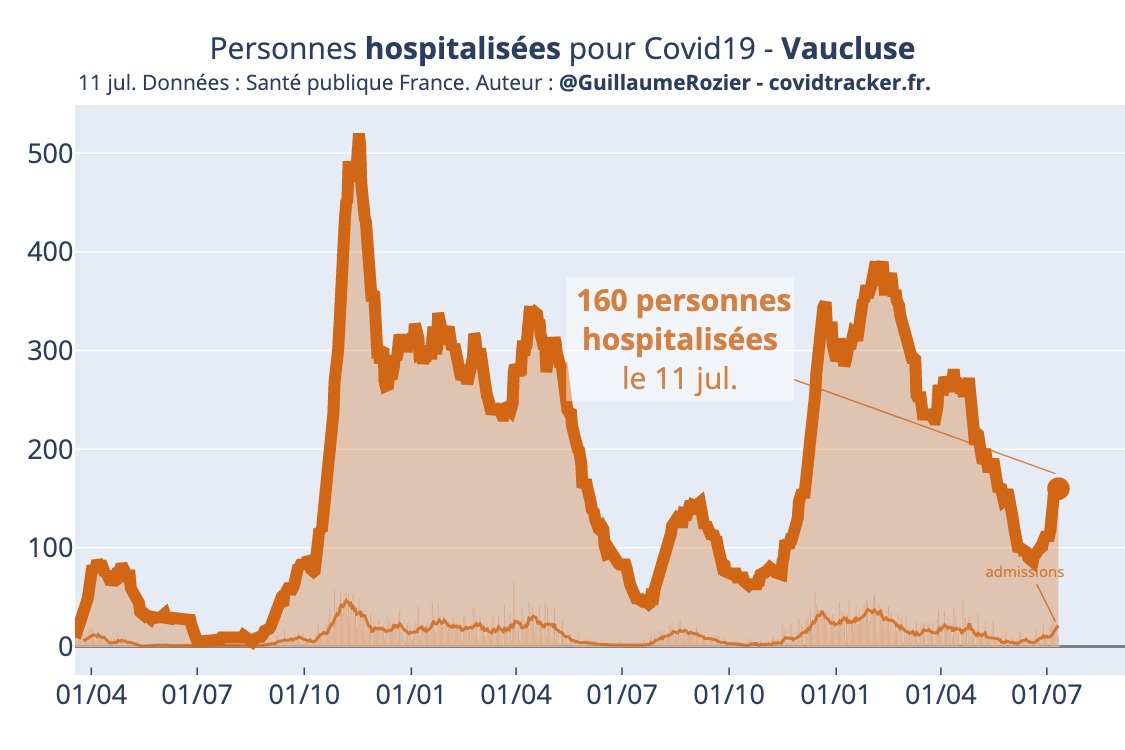 Personnes hospitalisées pour Covid19 - Vaucluse
11 jul. Données : Santé publique France. Auteur : @GuillaumeRozier - covidtracker.fr.
500
400
300
200
100
0
160 personnes
hospitalisées
le 11 jul.
admissions
01/04 01/07 01/10 01/01 01/04 01/07 01/10 01/01 01/04 01/07